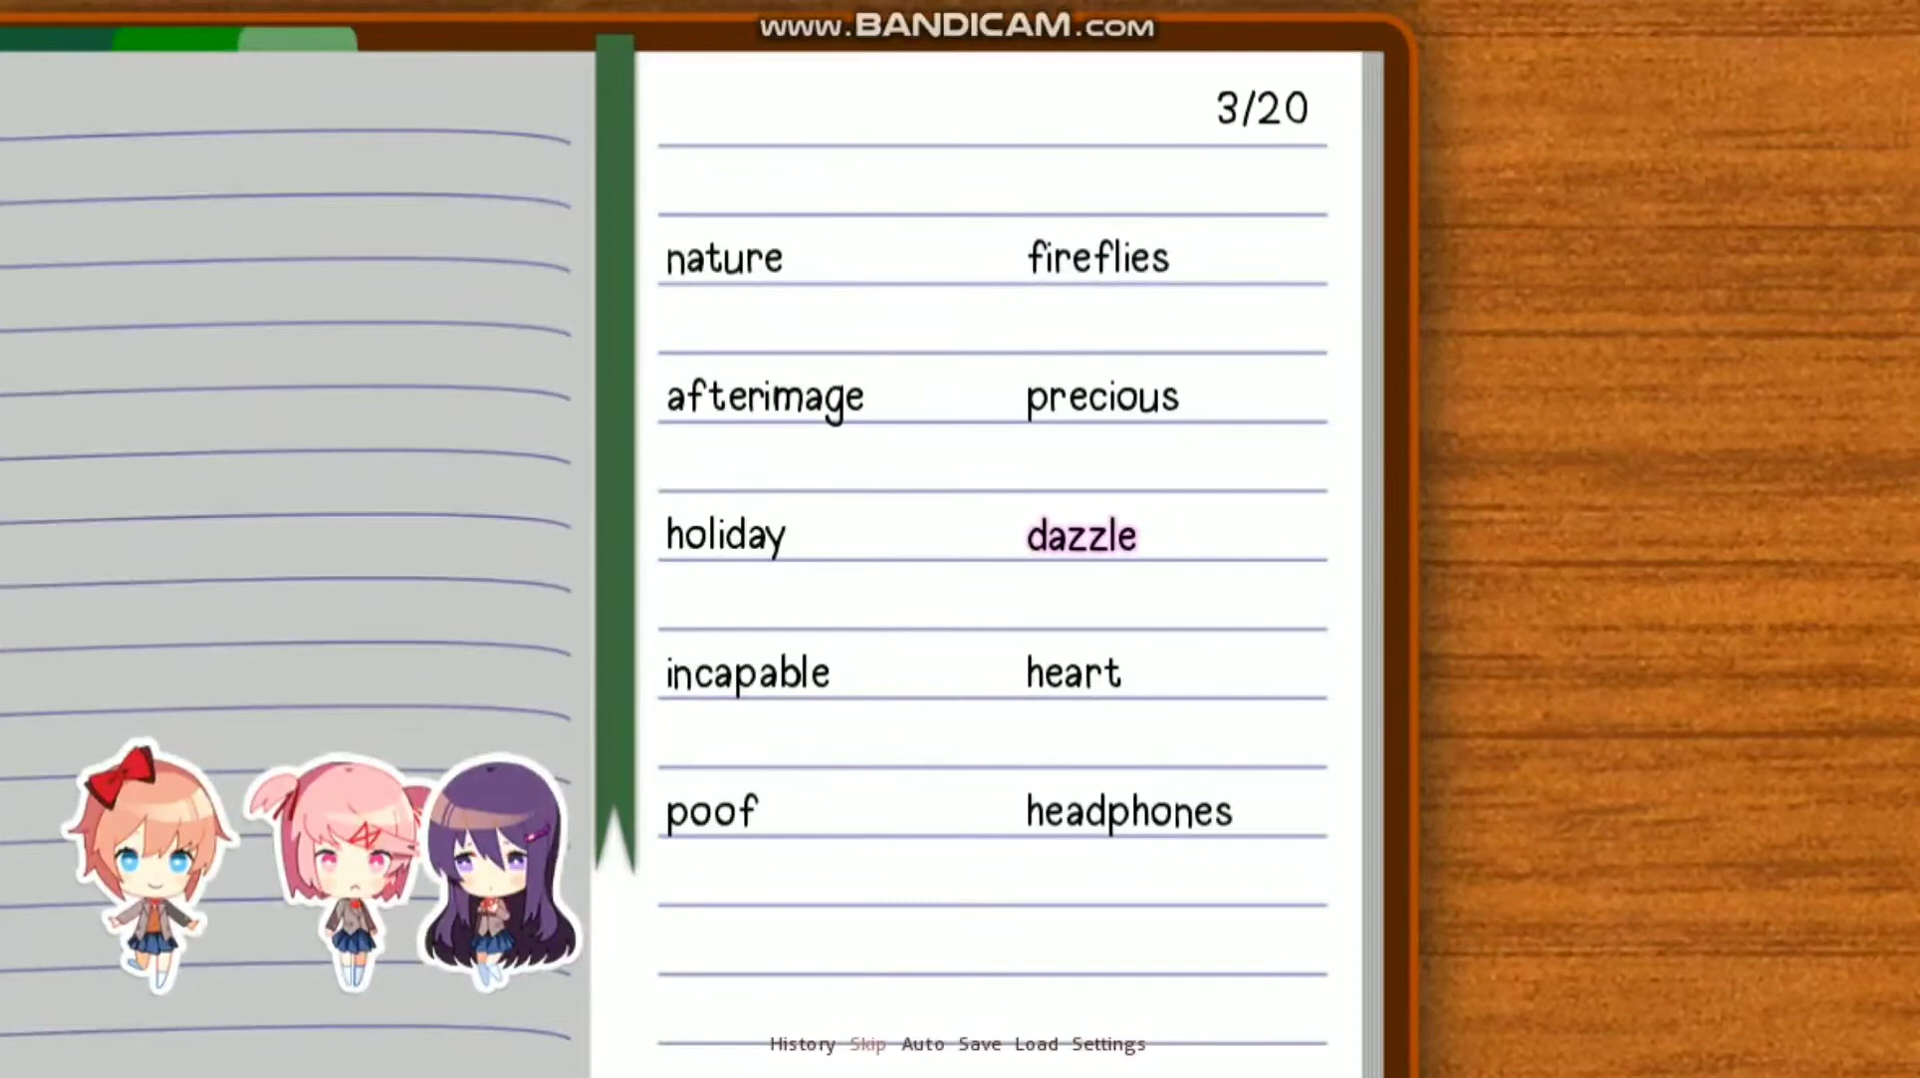 www.BANDICAM.com
3/20
nature fireflies
afterimage precious
holiday dazzle
incapable heart
poof headphones
History Skip Auto Save Load Settings